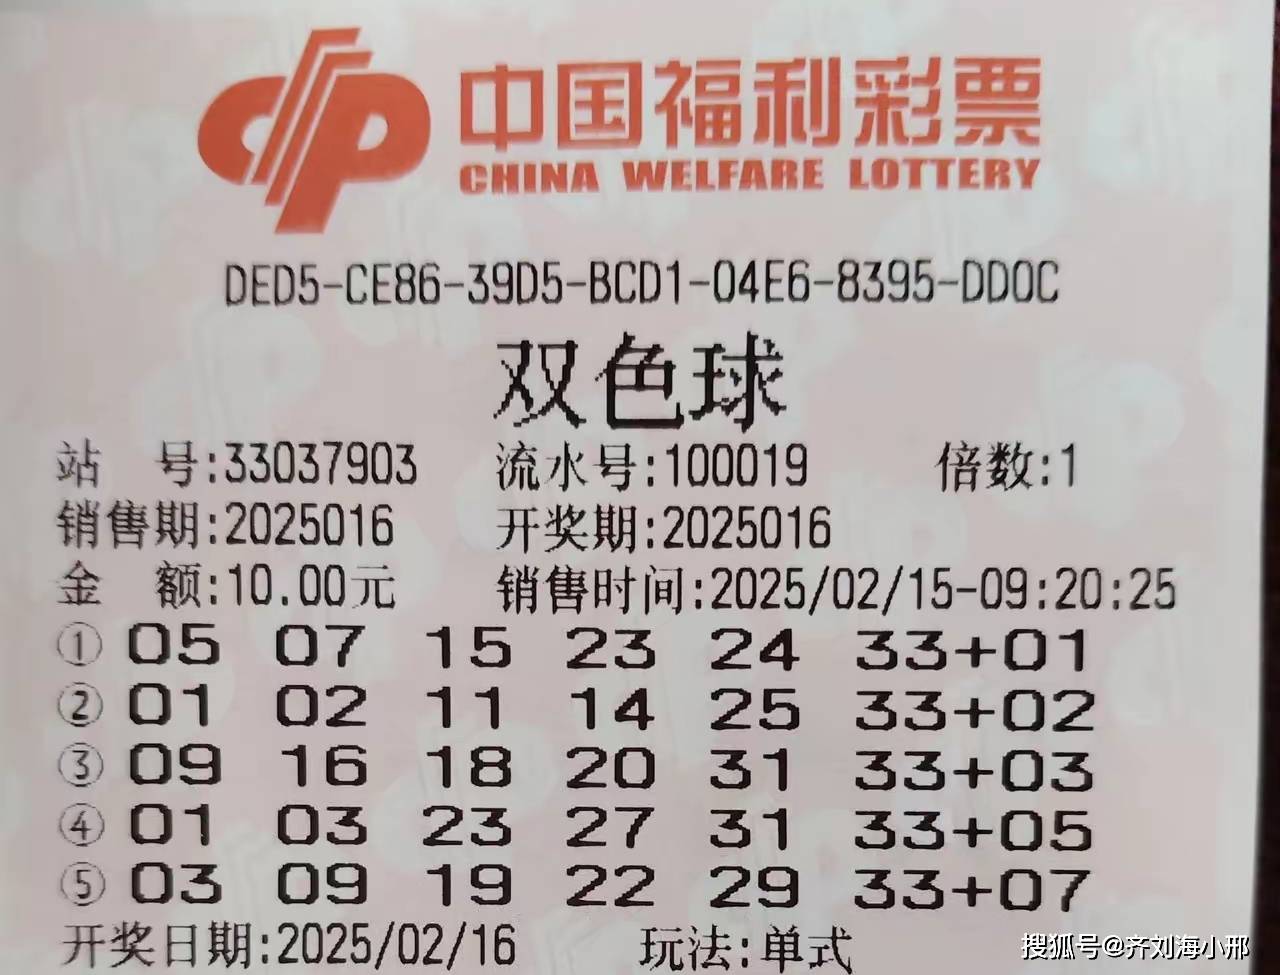 中国福利彩票
CHINA WELFARE LOTTERY
DED5-CE86-39D5-BCD1-04E6-8395-DD0C
双色球
站 号:33037903 流水号:100019 倍数:1
销售期:2025016 开奖期:2025016
金 额:10.00元 销售时间:2025/02/15-09:20:25
① 05 07 15 23 24 33+01
② 01 02 11 14 25 33+02
③ 09 16 18 20 31 33+03
④ 01 03 23 27 31 33+05
⑤ 03 09 19 22 29 33+07
开奖日期:2025/02/16 玩法:单式
搜狐号@齐刘海小邢